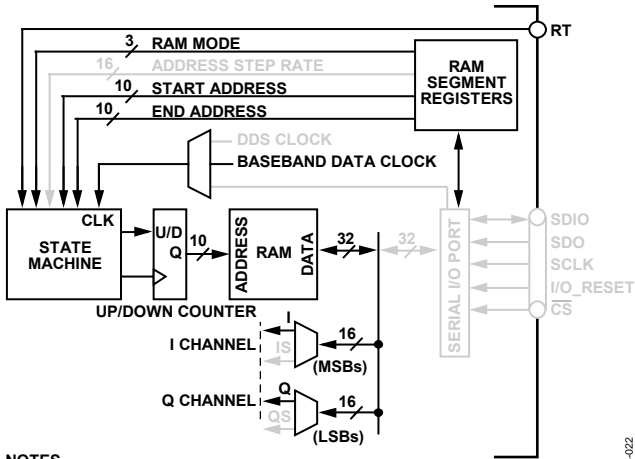 RT
3 RAM MODE
16 ADDRESS STEP RATE
10 START ADDRESS
10 END ADDRESS
RAM
SEGMENT
REGISTERS
DDS CLOCK
BASEBAND DATA CLOCK
CLK
STATE
MACHINE
U/D
Q
10
ADDRESS
RAM
DATA
32
32
SERIAL I/O PORT
SDIO
SDO
SCLK
I/O_RESET
CS
UP/DOWN COUNTER
I CHANNEL
I
IS
16
(MSBs)
Q CHANNEL
Q
QS
16
(LSBs)
NOTES
-022